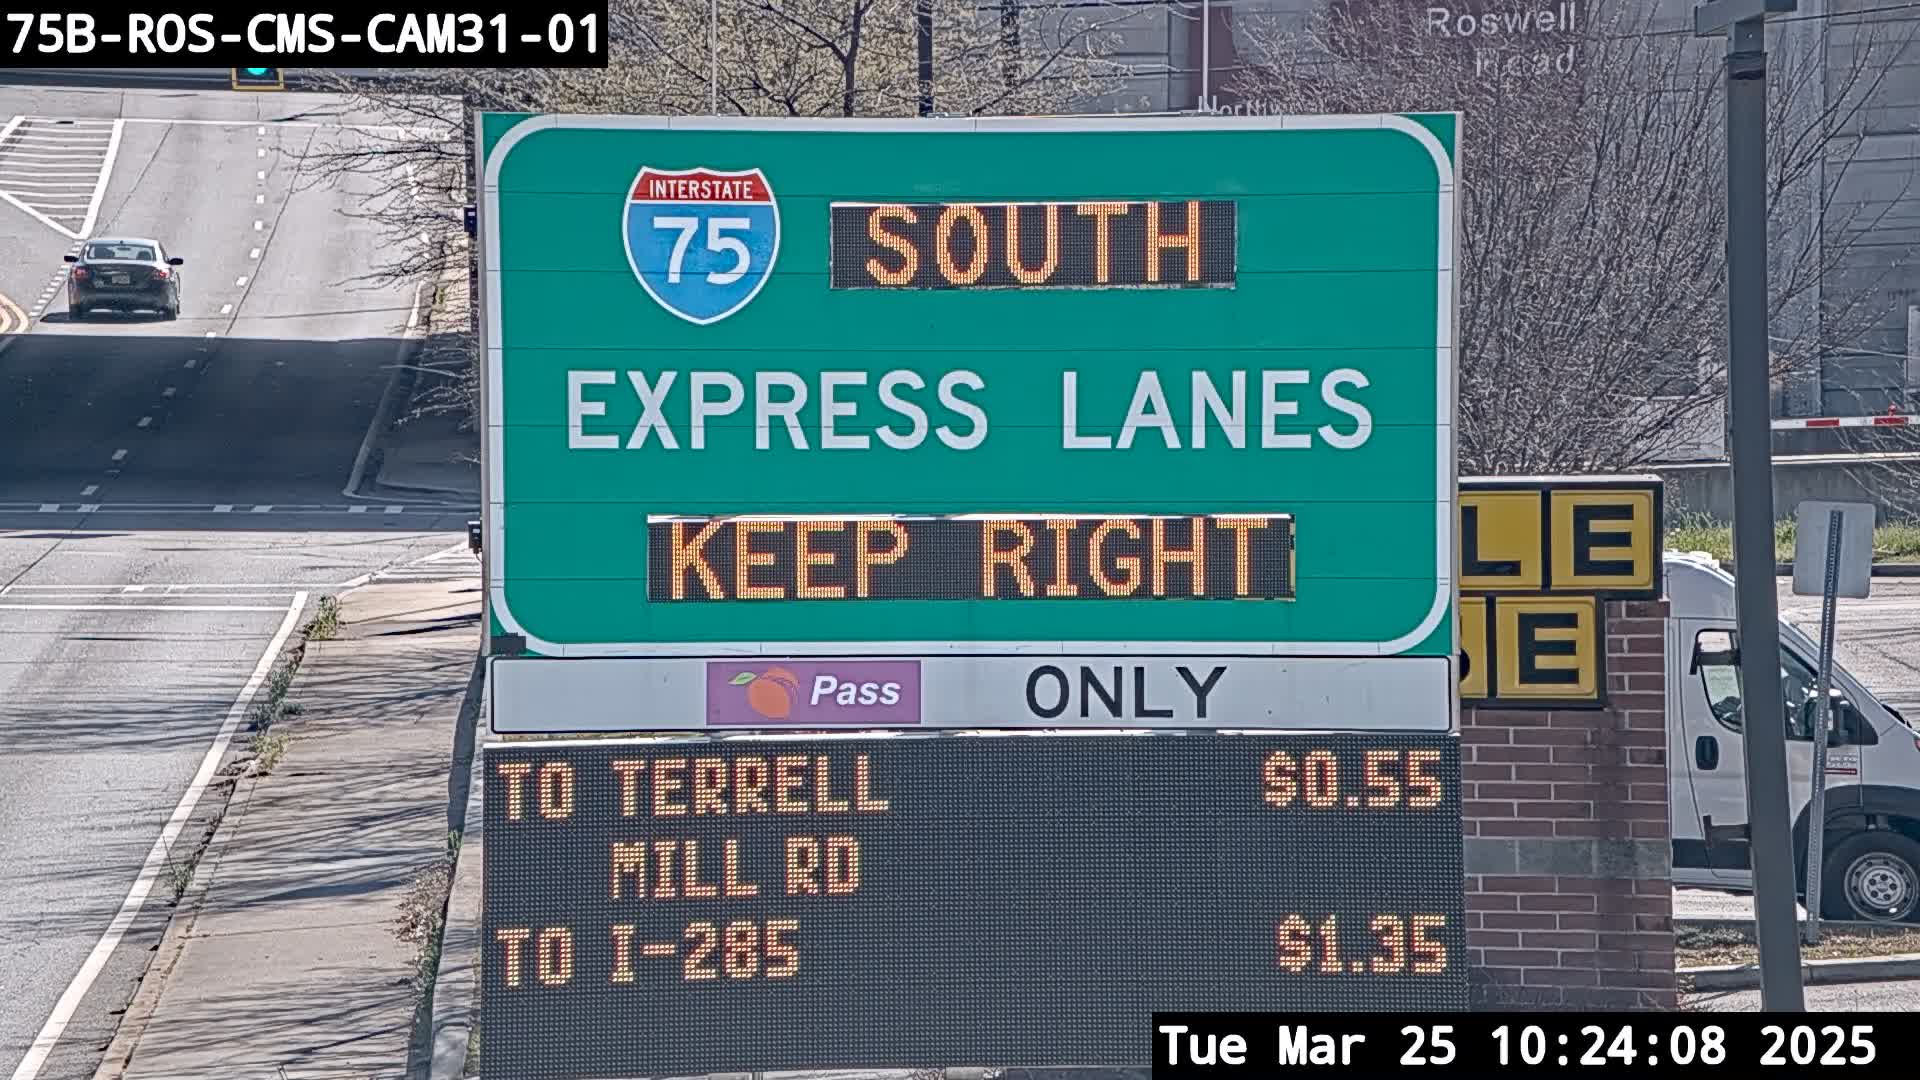 75B-ROS-CMS-CAM31-01
Roswell
Road
INTERSTATE
75
SOUTH
EXPRESS LANES
KEEP RIGHT
Pass
ONLY
LE
E
TO TERRELL $0.55
MILL RD
TO I-285 $1.35
Tue Mar 25 10:24:08 2025